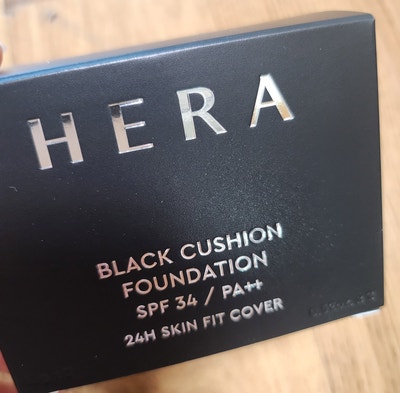 HERA
BLACK CUSHION
FOUNDATION
SPF 34 / PA++
24H SKIN FIT COVER